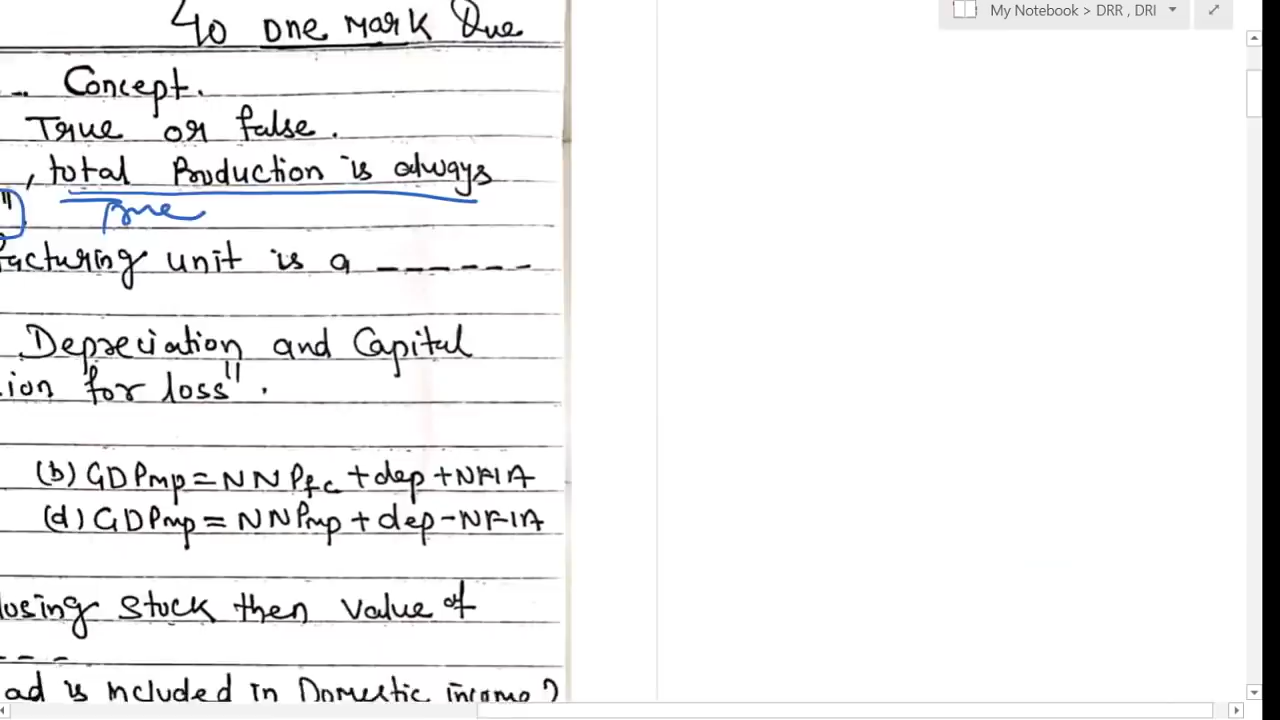 My Notebook > DRR , DRI
40 one mark Que
-- Concept.
True or false.
, total Production is always
" True
facturing unit is a ------
Depreciation and Capital
ion for loss".
(b) GDPmp = NNPfc + dep + NFIA
(d) GDPmp = NNPmp + dep - NFIA
losing stock then value of
---
ad is included in Domestic income?